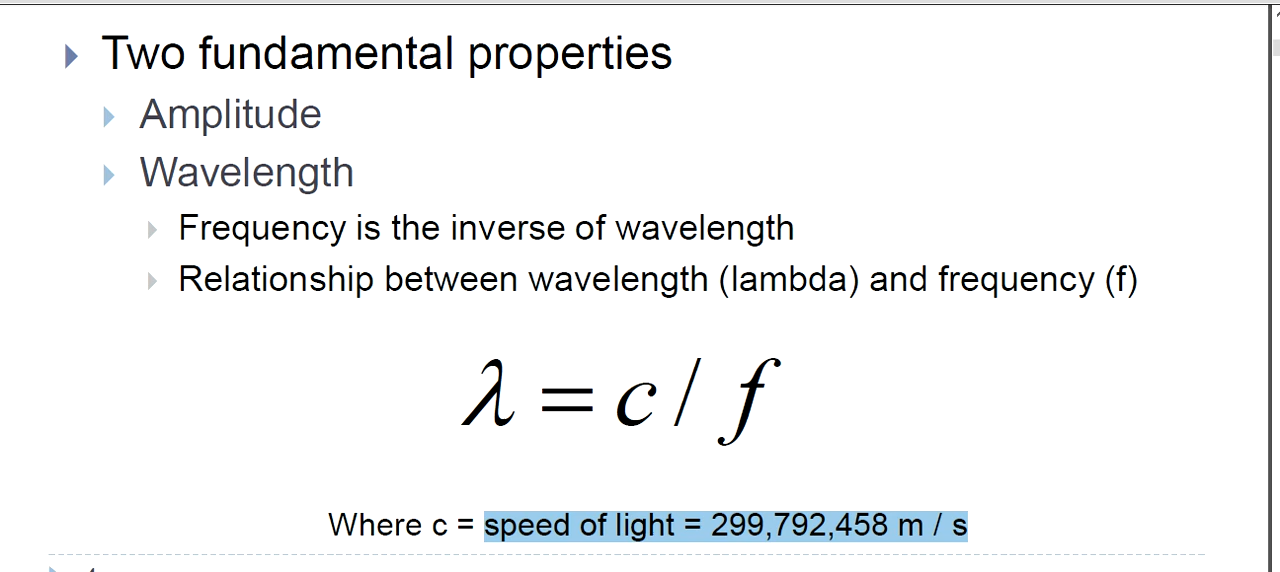 Two fundamental properties
Amplitude
Wavelength
Frequency is the inverse of wavelength
Relationship between wavelength (lambda) and frequency (f)
λ = c / f
Where c = speed of light = 299,792,458 m / s